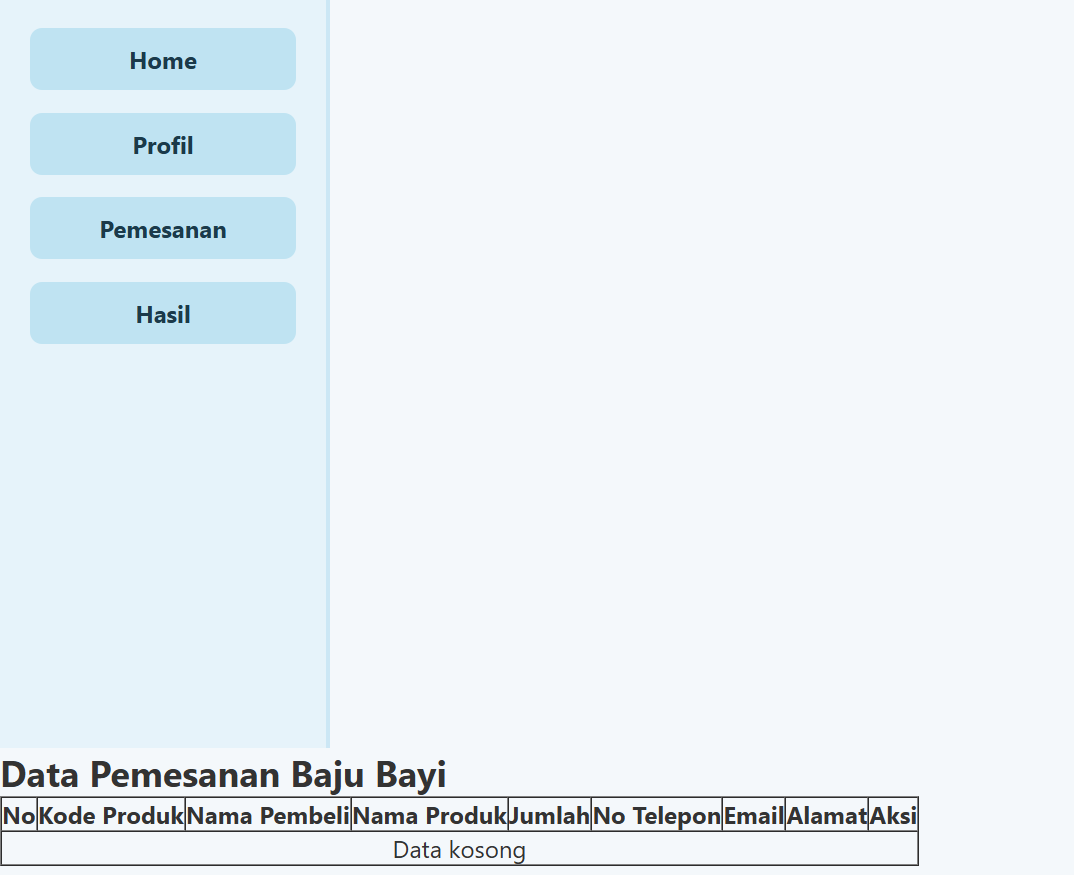 Home
Profil
Pemesanan
Hasil
Data Pemesanan Baju Bayi
No Kode Produk Nama Pembeli Nama Produk Jumlah No Telepon Email Alamat Aksi
Data kosong